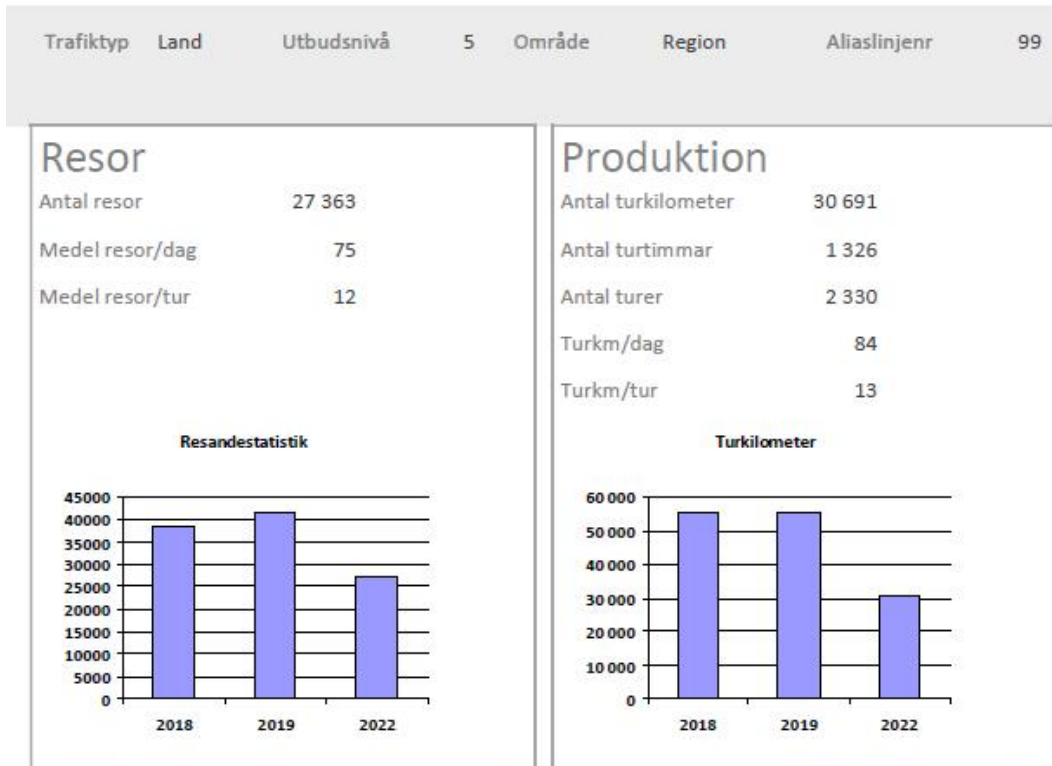 Trafiktyp Land Utbudsnivå 5 Område Region Aliaslinjenr 99
Resor
Antal resor 27 363
Medel resor/dag 75
Medel resor/tur 12
Resandestatistik
45000
40000
35000
30000
25000
20000
15000
10000
5000
0
2018 2019 2022
Produktion
Antal turkilometer 30 691
Antal turtimmar 1 326
Antal turer 2 330
Turkm/dag 84
Turkm/tur 13
Turkilometer
60 000
50 000
40 000
30 000
20 000
10 000
0
2018 2019 2022